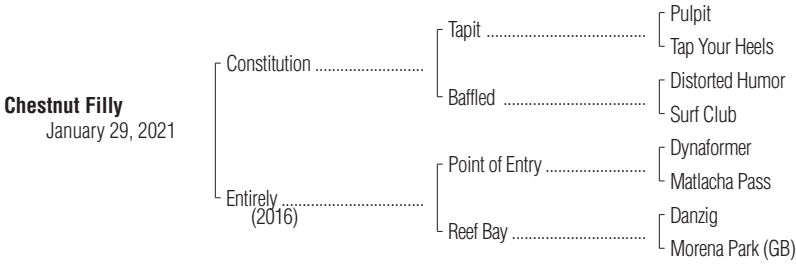 Pulpit
Tapit
Tap Your Heels
Constitution
Distorted Humor
Baffled
Surf Club
Chestnut Filly
January 29, 2021
Dynaformer
Point of Entry
Matlacha Pass
Entirely
(2016)
Danzig
Reef Bay
Morena Park (GB)